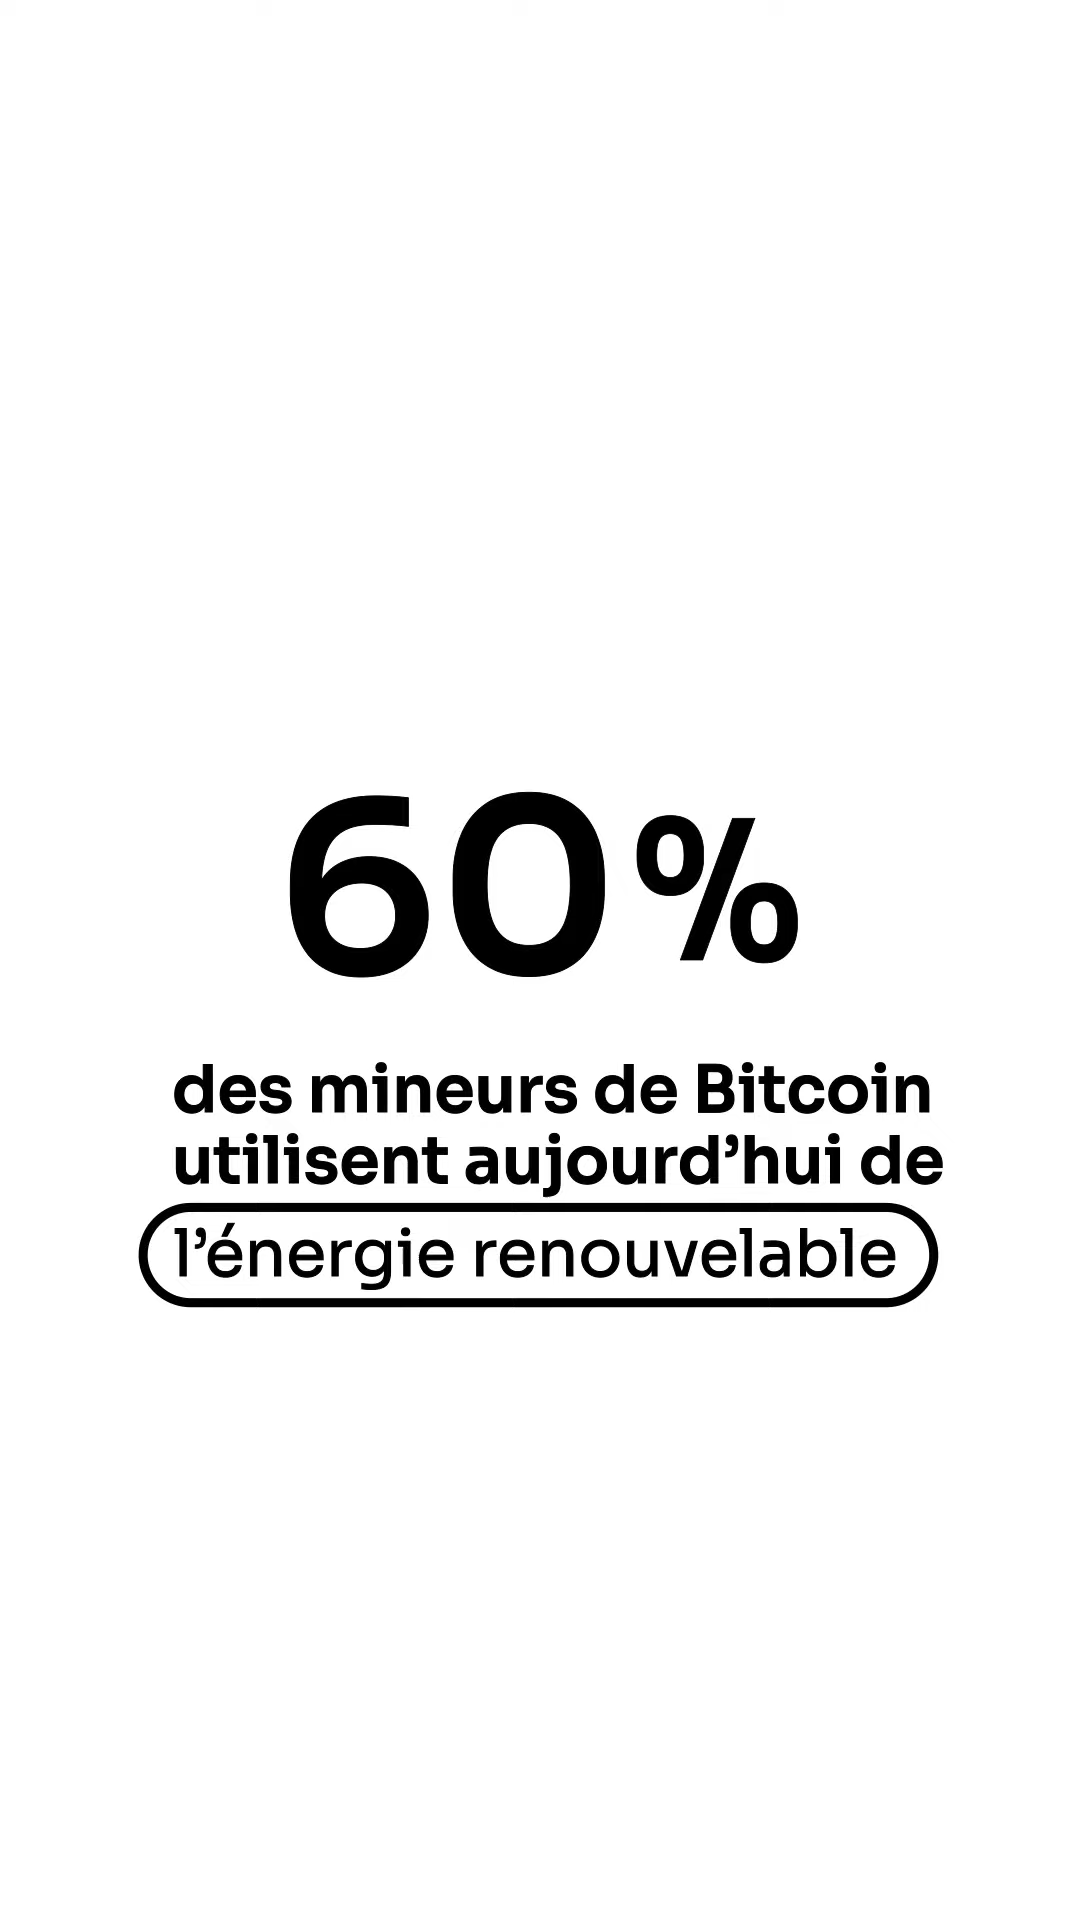 60%
des mineurs de Bitcoin
utilisent aujourd’hui de
l’énergie renouvelable